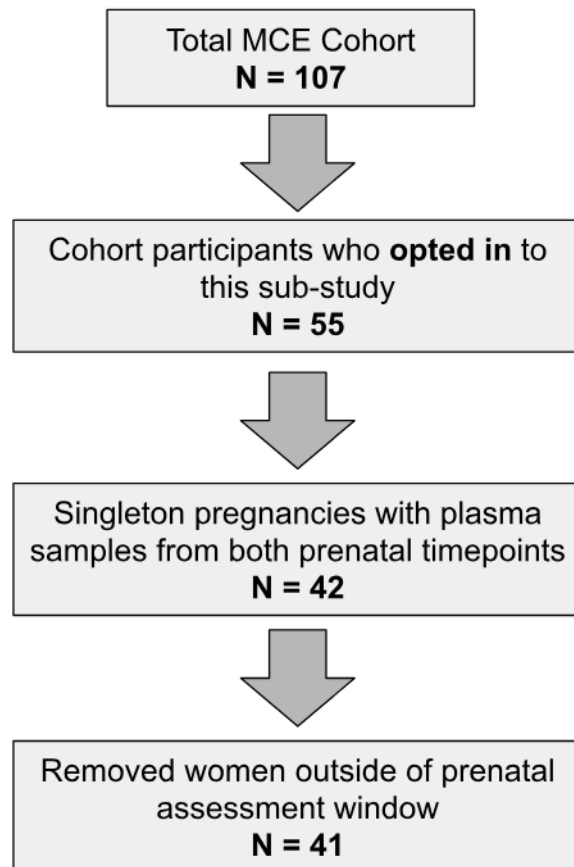 Total MCE Cohort
N = 107
Cohort participants who opted in to
this sub-study
N = 55
Singleton pregnancies with plasma
samples from both prenatal timepoints
N = 42
Removed women outside of prenatal
assessment window
N = 41